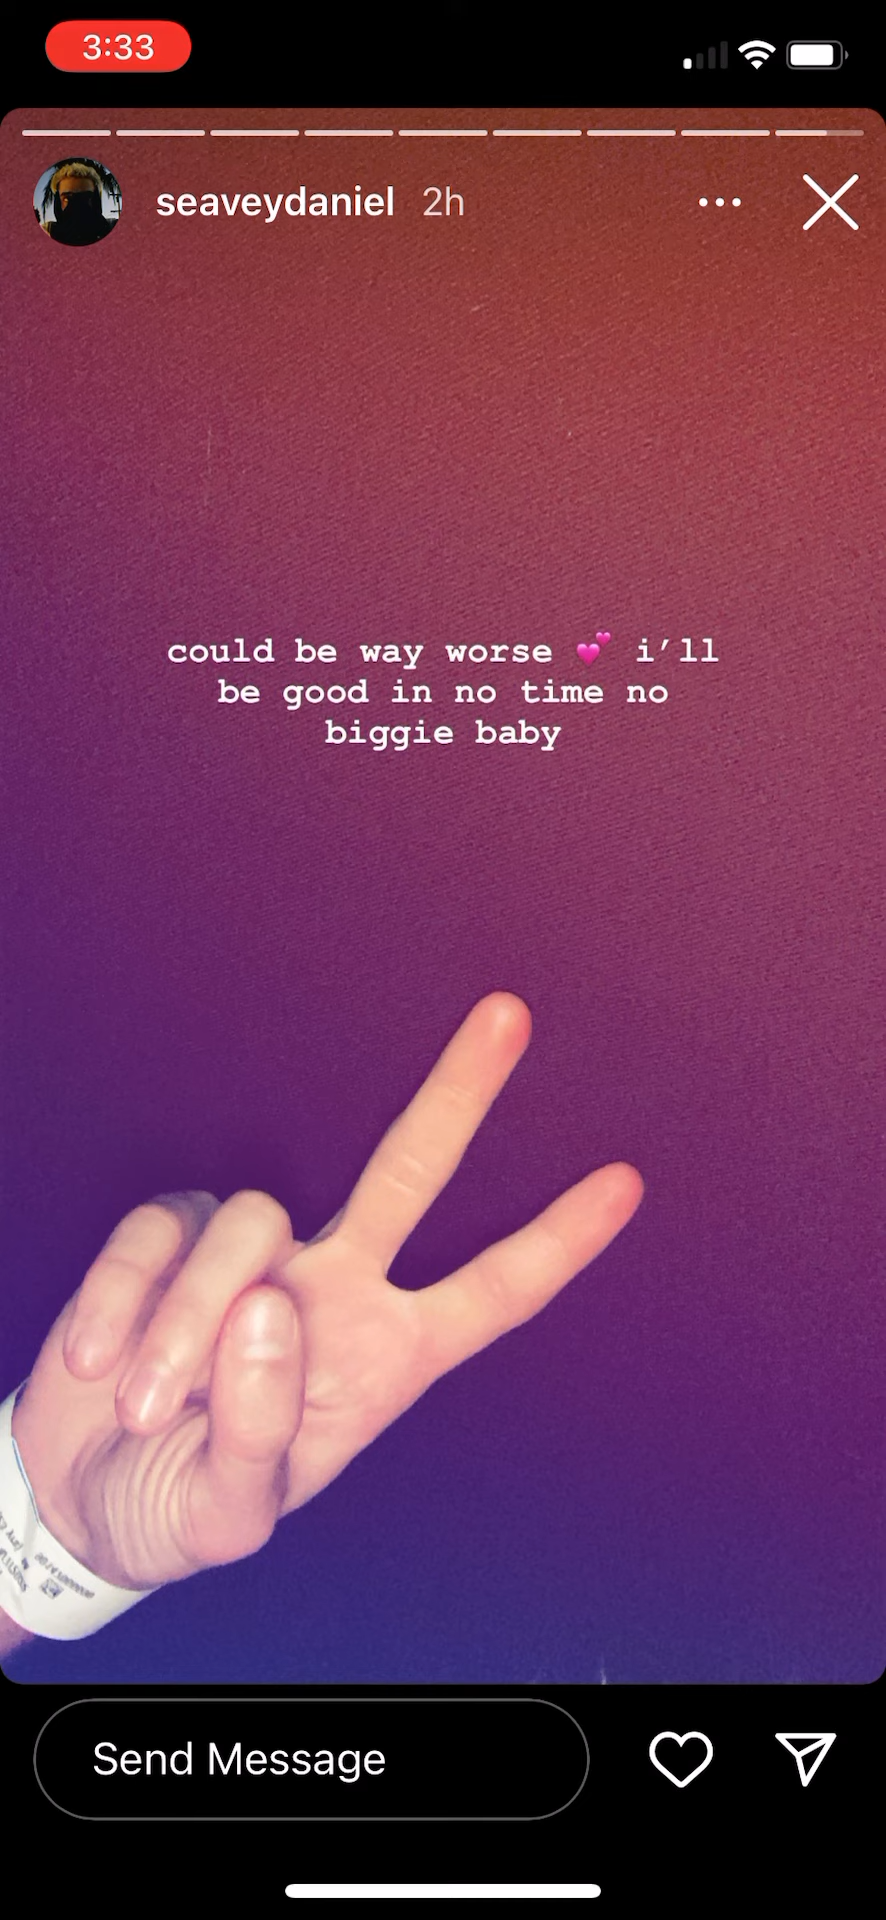 3:33
seaveydaniel 2h
could be way worse 💕 i’ll
be good in no time no
biggie baby
Send Message